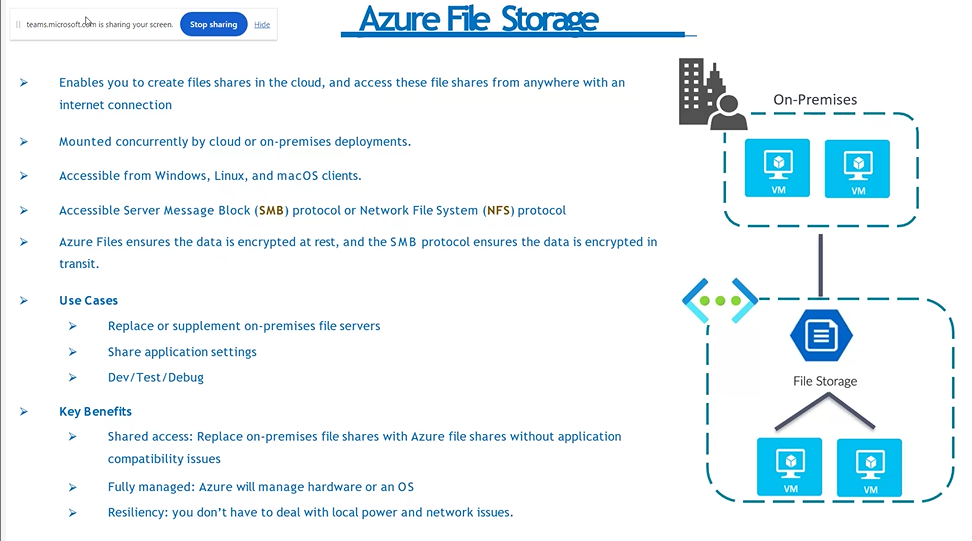 teams.microsoft.com is sharing your screen. Stop sharing Hide
Azure File Storage
Enables you to create files shares in the cloud, and access these file shares from anywhere with an
internet connection
Mounted concurrently by cloud or on-premises deployments.
Accessible from Windows, Linux, and macOS clients.
Accessible Server Message Block (SMB) protocol or Network File System (NFS) protocol
Azure Files ensures the data is encrypted at rest, and the SMB protocol ensures the data is encrypted in
transit.
Use Cases
Replace or supplement on-premises file servers
Share application settings
Dev/Test/Debug
Key Benefits
Shared access: Replace on-premises file shares with Azure file shares without application
compatibility issues
Fully managed: Azure will manage hardware or an OS
Resiliency: you don’t have to deal with local power and network issues.
On-Premises
VM VM
File Storage
VM VM